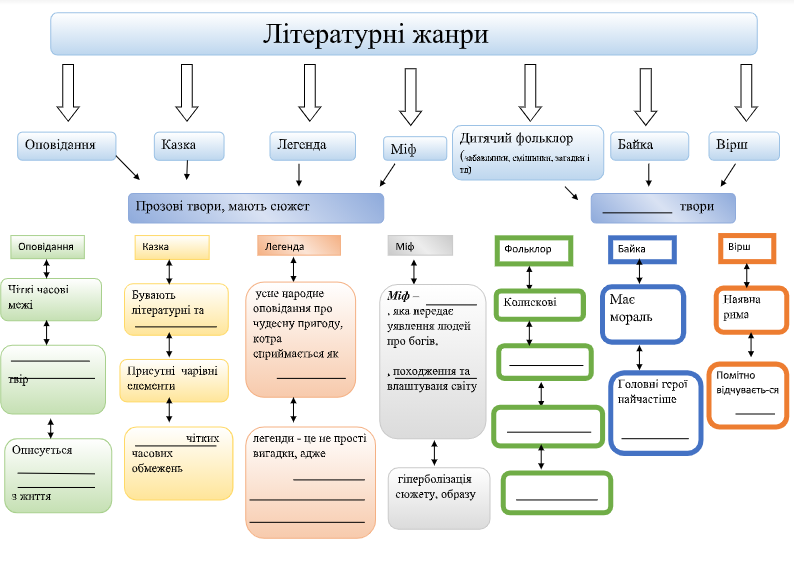 Літературні жанри
Оповідання
Казка
Легенда
Міф
Дитячий фольклор
(забавлянки, смішинки, загадки і
тд)
Байка
Вірш
Прозові твори, мають сюжет
__________ твори
Оповідання
Чіткі часові
межі
твір
Описується
з життя
Казка
Бувають
літературні та
Присутні чарівні
елементи
чітких
часових
обмежень
Легенда
усне народне
оповідання про
чудесну пригоду,
котра
сприймається як
легенди - це не прості
вигадки, адже
Міф
Міф –
, яка передає
уявлення людей
про богів,
, походження та
влаштуваня світу
гіперболізація
сюжету, образу
Фольклор
Колискові
Байка
Має
мораль
Головні герої
найчастіше
Вірш
Наявна
рима
Помітно
відчувається-ся